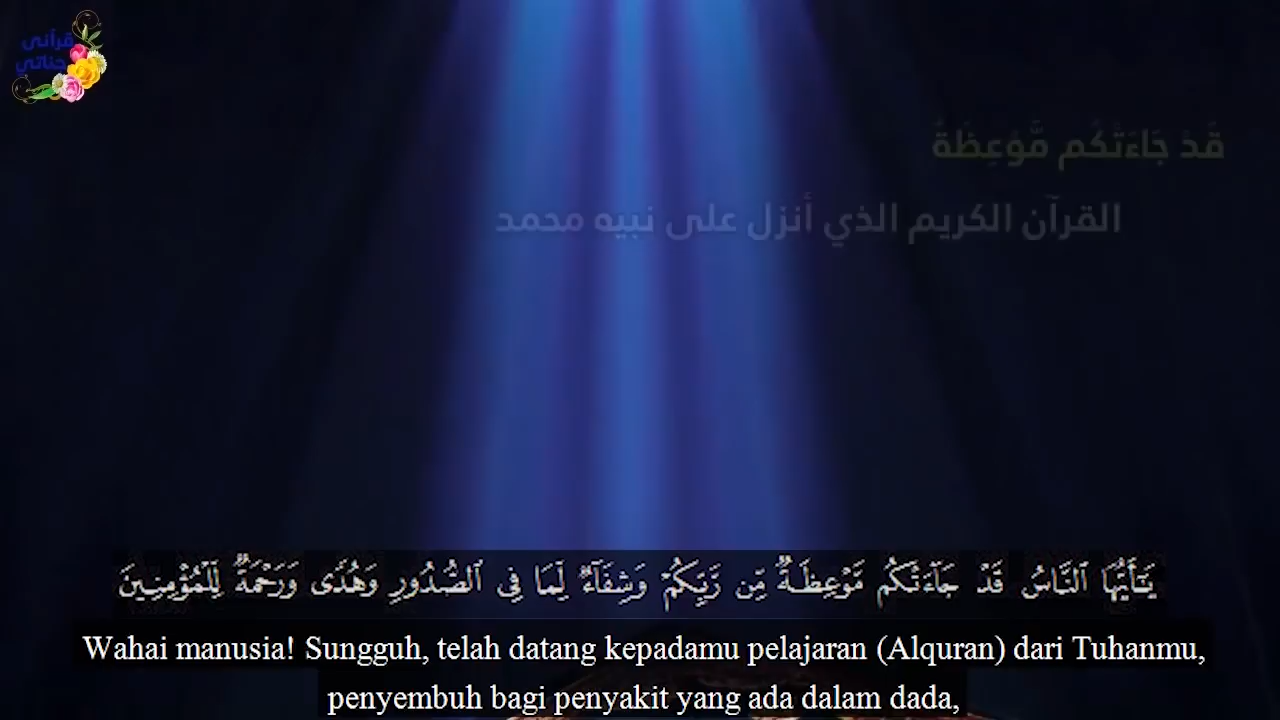 قرآني
حياتي
قَدْ جَاءَتْكُم مَّوْعِظَةٌ
القرآن الكريم الذي أنزل على نبيه محمد
يَٰٓأَيُّهَا ٱلنَّاسُ قَدْ جَآءَتْكُم مَّوْعِظَةٌ مِّن رَّبِّكُمْ وَشِفَآءٌ لِّمَا فِى ٱلصُّدُورِ وَهُدًى وَرَحْمَةٌ لِّلْمُؤْمِنِينَ
Wahai manusia! Sungguh, telah datang kepadamu pelajaran (Alquran) dari Tuhanmu,
penyembuh bagi penyakit yang ada dalam dada,